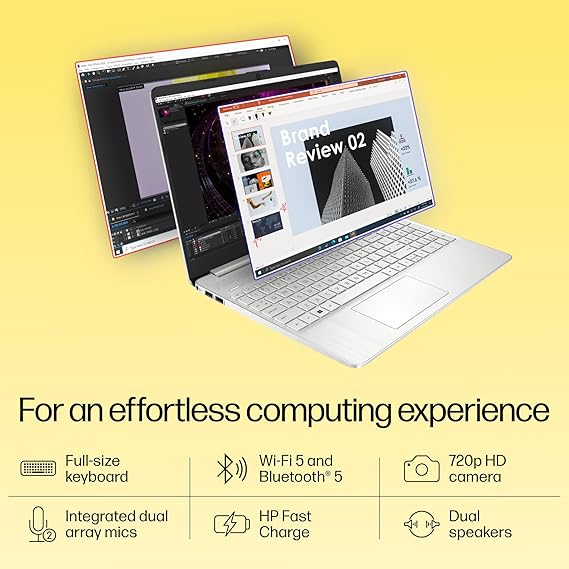 Brand
Review 02
For an effortless computing experience
Full-size
keyboard
Wi-Fi 5 and
Bluetooth® 5
720p HD
camera
Integrated dual
array mics
2
HP Fast
Charge
Dual
speakers